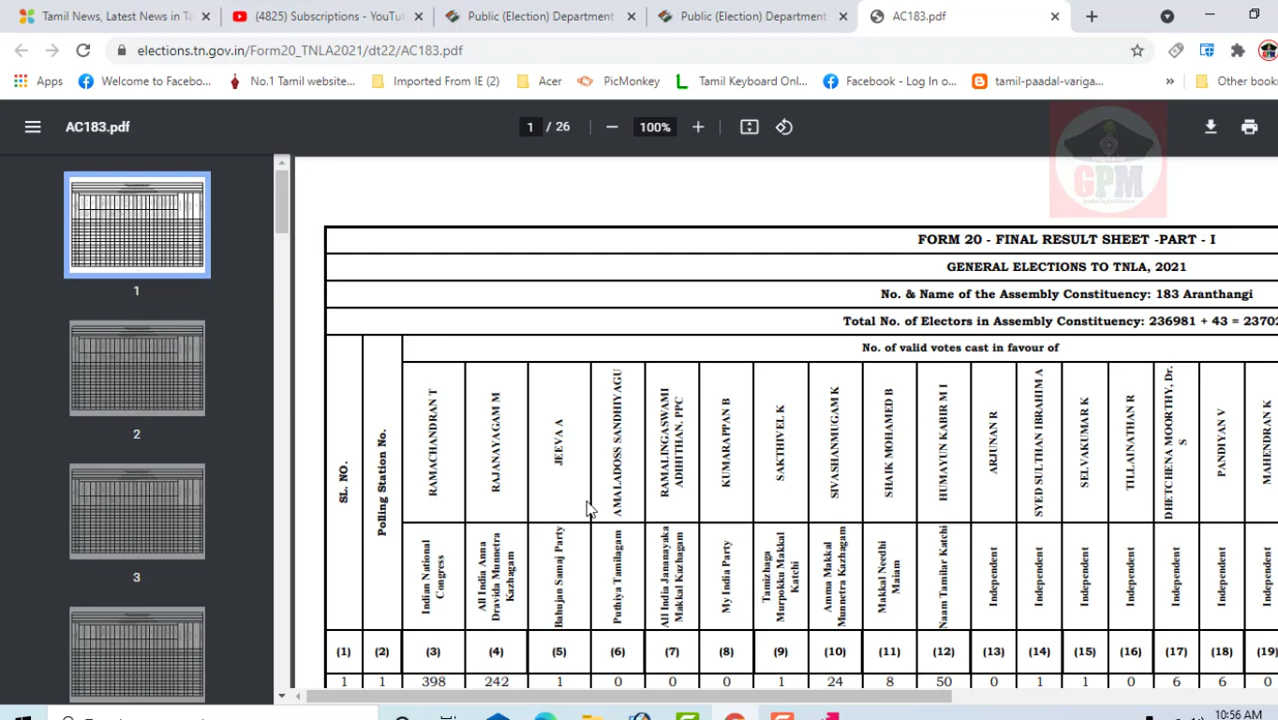 Tamil News, Latest News in Ta
(4825) Subscriptions - YouTu
Public (Election) Department
Public (Election) Department
AC183.pdf
elections.tn.gov.in/Form20_TNLA2021/dt22/AC183.pdf
Apps
Welcome to Facebo...
No.1 Tamil website...
Imported From IE (2)
Acer
PicMonkey
Tamil Keyboard Onl...
Facebook - Log In o...
tamil-paadal-variga...
»
Other book
AC183.pdf
1 / 26
100%
GPM
1
2
3
FORM 20 - FINAL RESULT SHEET -PART - I
GENERAL ELECTIONS TO TNLA, 2021
No. & Name of the Assembly Constituency: 183 Aranthangi
Total No. of Electors in Assembly Constituency: 236981 + 43 = 23702
No. of valid votes cast in favour of
SL. NO.
Polling Station No.
RAMACHANDRAN T
RAJANAYAGAM M
JEEVA A
AMALADOSS SANDHIYAGU
RAMALINGASWAMI
ADHITHAN, PPC
KUMARAPPAN B
SAKTHIVEL K
SIVASHANMUGAM K
SHAIK MOHAMED B
HUMAYUN KABIR M I
ARJUNAN R
SYED SULTHAN IBRAHIM A
SELVAKUMAR K
TILLAINATHAN R
DHETCHENA MOORTHY, Dr.
S
PANDIYAN V
MAHENDRAN K
Indian National
Congress
All India Anna
Dravida Munnetra
Kazhagam
Bahujan Samaj Party
Puthiya Tamilagam
All India Jananayaka
Makkal Kazhagam
My India Party
Tamizhaga
Murpokku Makkal
Katchi
Amma Makkal
Munnetra Kazhagam
Makkal Needhi
Maiam
Naam Tamilar Katchi
Independent
Independent
Independent
Independent
Independent
Independent
Independent
(1) (2) (3) (4) (5) (6) (7) (8) (9) (10) (11) (12) (13) (14) (15) (16) (17) (18) (19)
1 1 398 242 1 0 0 0 1 24 8 50 0 1 1 0 6 6 0
10:56 AM